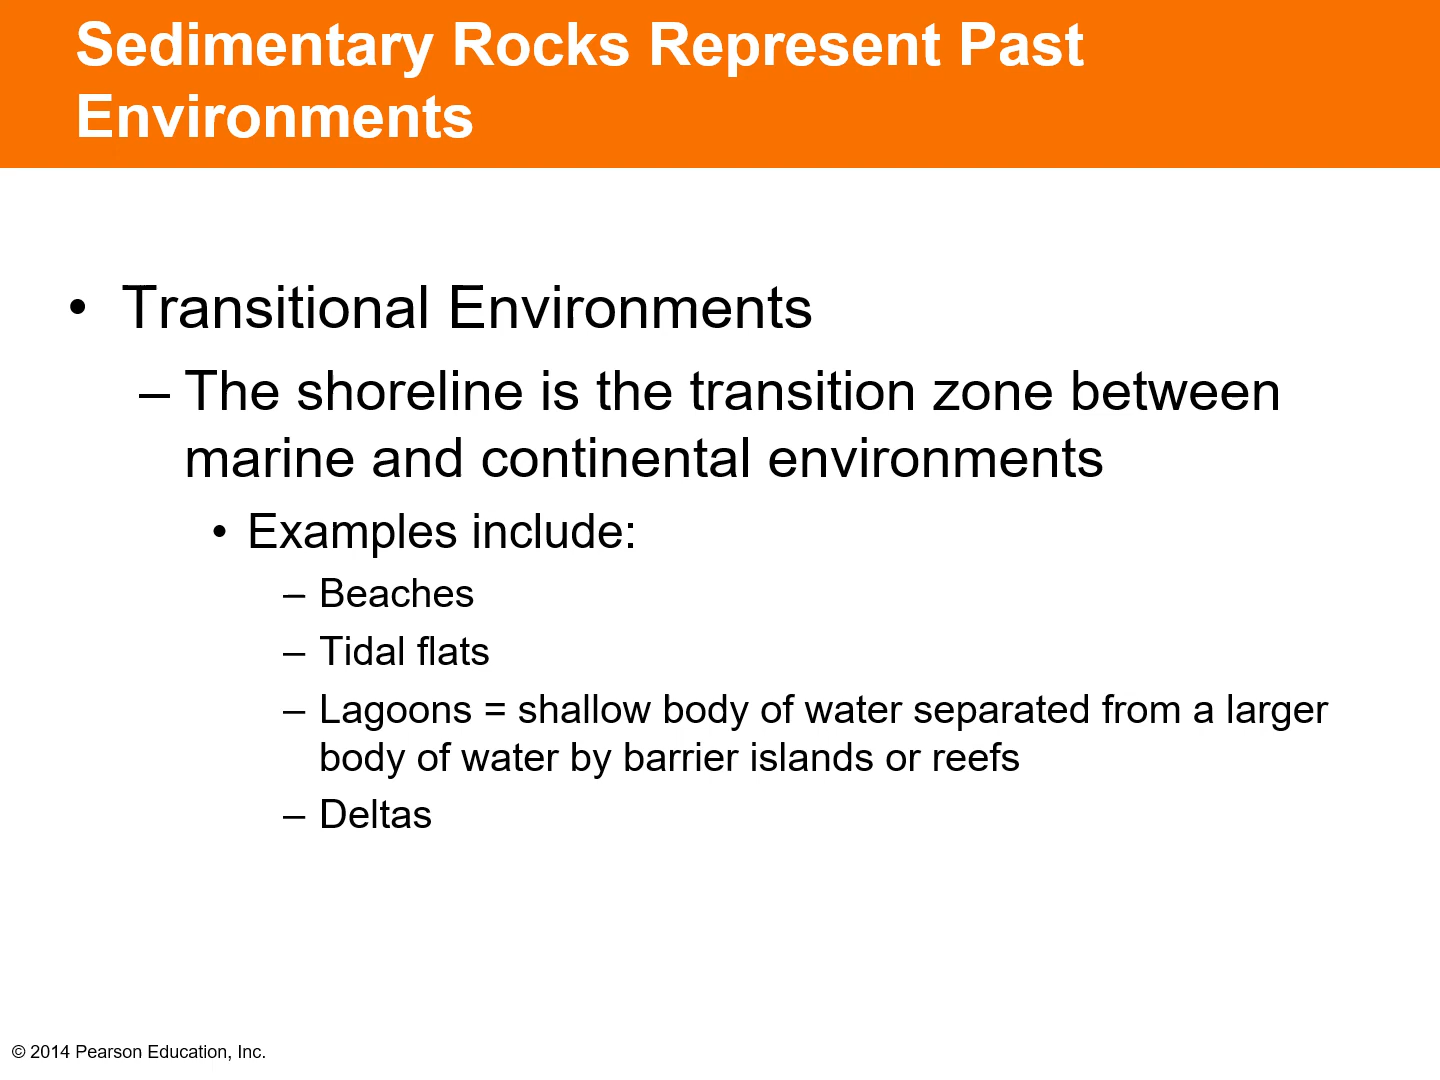 Sedimentary Rocks Represent Past
Environments
• Transitional Environments
– The shoreline is the transition zone between
marine and continental environments
• Examples include:
– Beaches
– Tidal flats
– Lagoons = shallow body of water separated from a larger
body of water by barrier islands or reefs
– Deltas
© 2014 Pearson Education, Inc.